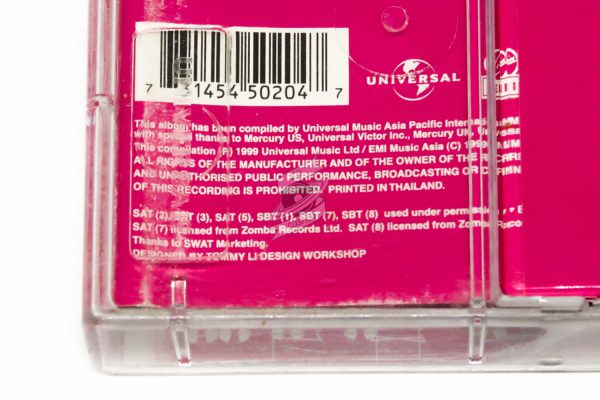 7 31454 50204 7
UNIVERSAL
EMI
This album has been compiled by Universal Music Asia Pacific
with special thanks to Mercury US, Universal Victor Inc., Mercury UK,
This compilation (P) 1999 Universal Music Ltd / EMI Music Asia (C) 1999
ALL RIGHTS OF THE MANUFACTURER AND OF THE OWNER OF THE
AND UNAUTHORISED PUBLIC PERFORMANCE, BROADCASTING OR
OF THIS RECORDING IS PROHIBITED. PRINTED IN THAILAND.
SAT (2), SBT (3), SAT (5), SBT (1), SBT (7), SBT (8) used under permission
SAT (7) licensed from Zomba Records Ltd. SAT (8) licensed from Zomba
Thanks to SWAT Marketing.
DESIGNED BY TOMMY LI DESIGN WORKSHOP